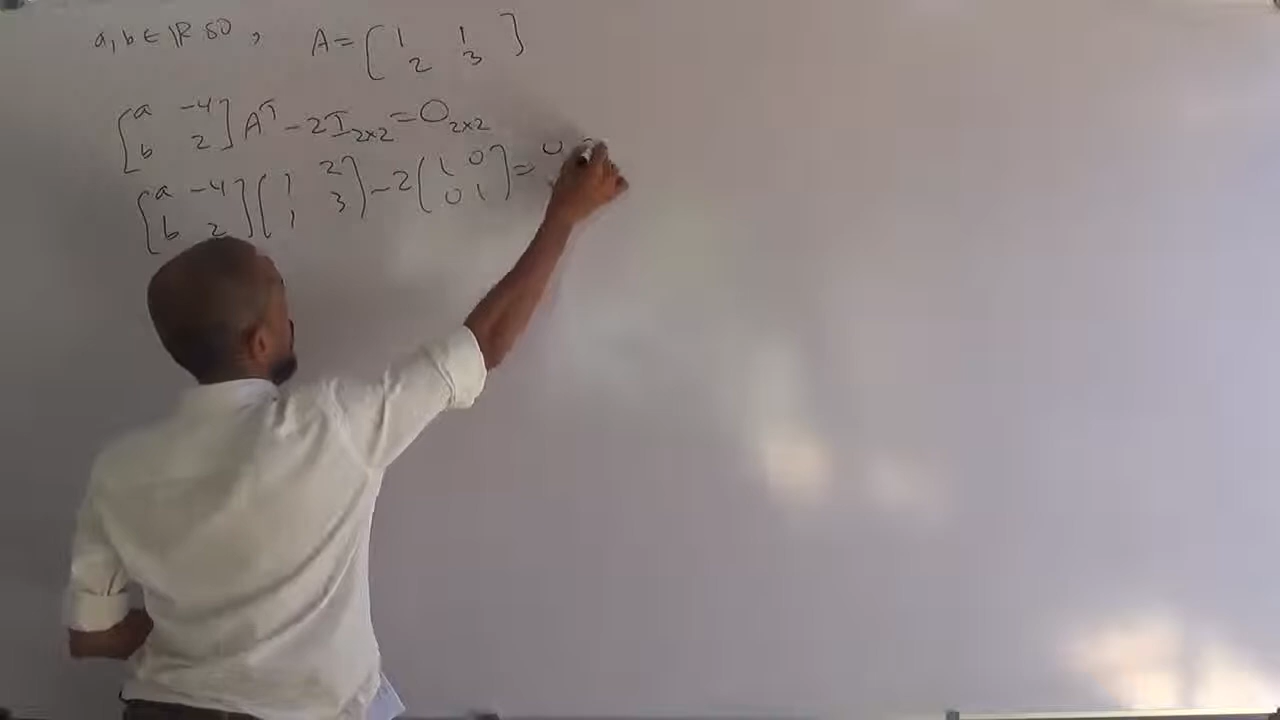 a, b ∈ ℝ so, A = [1 1
2 3]
[a -4
b 2] Aᵀ - 2I₂ₓ₂ = O₂ₓ₂
[a -4
b 2] [1 2
1 3] - 2 [1 0
0 1] = 0